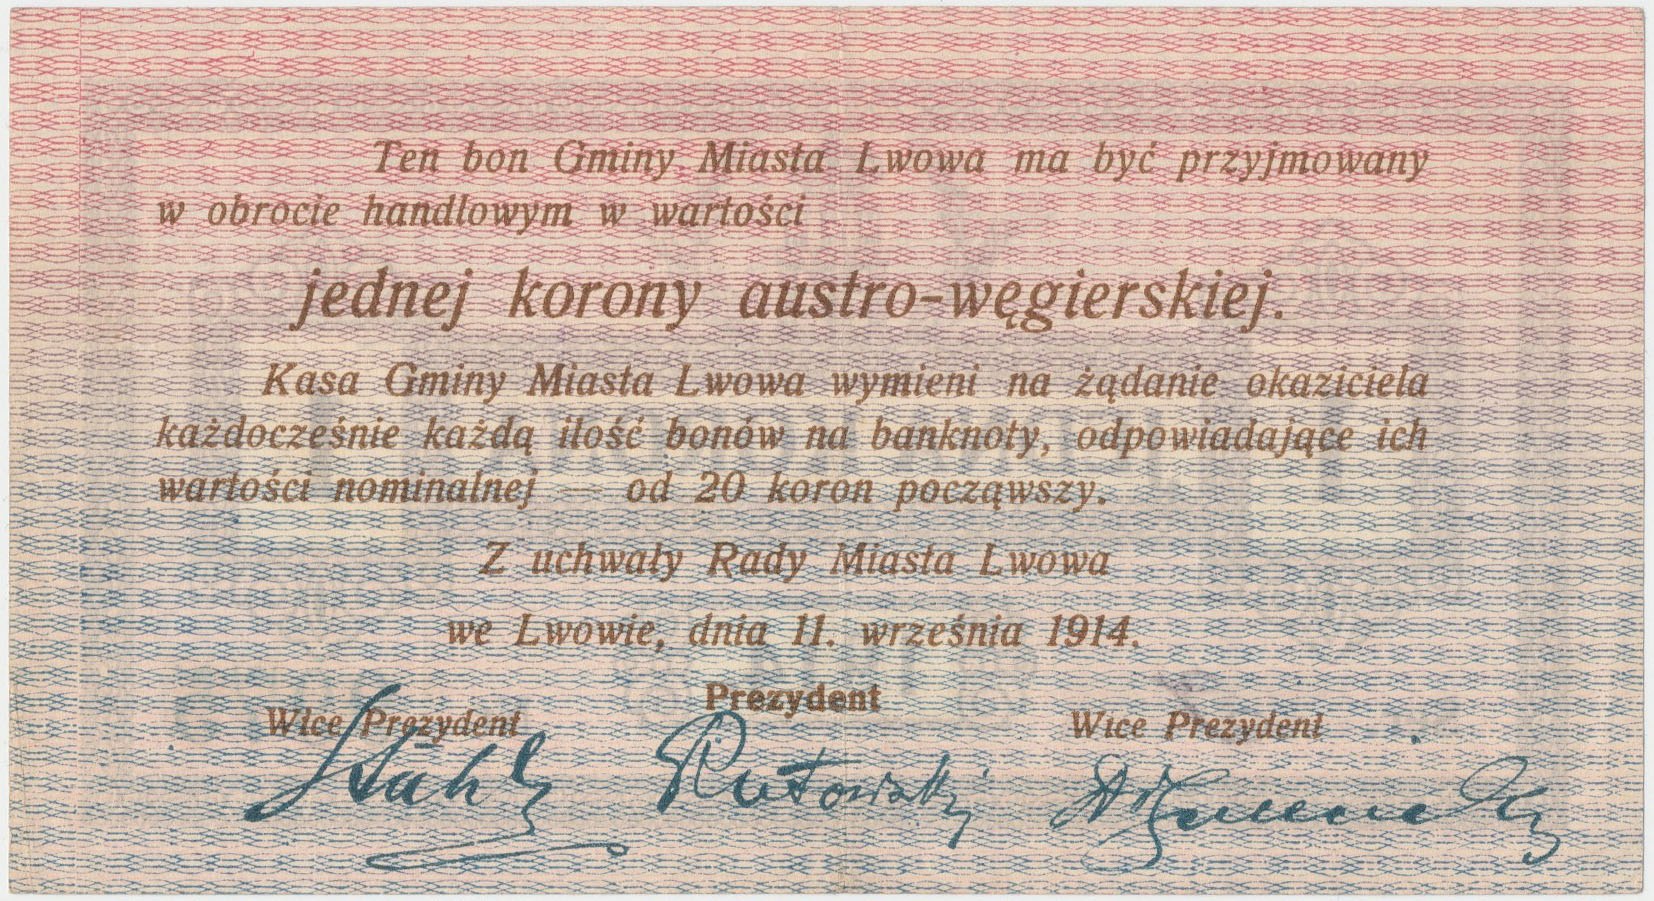 Ten bon Gminy Miasta Lwowa ma być przyjmowany
w obrocie handlowym w wartości
jednej korony austro-węgierskiej.
Kasa Gminy Miasta Lwowa wymieni na żądanie okaziciela
każdocześnie każdą ilość bonów na banknoty, odpowiadające ich
wartości nominalnej — od 20 koron począwszy.
Z uchwały Rady Miasta Lwowa
we Lwowie, dnia 11. września 1914.
Prezydent
Wice Prezydent Wice Prezydent
Stahl Rutowski